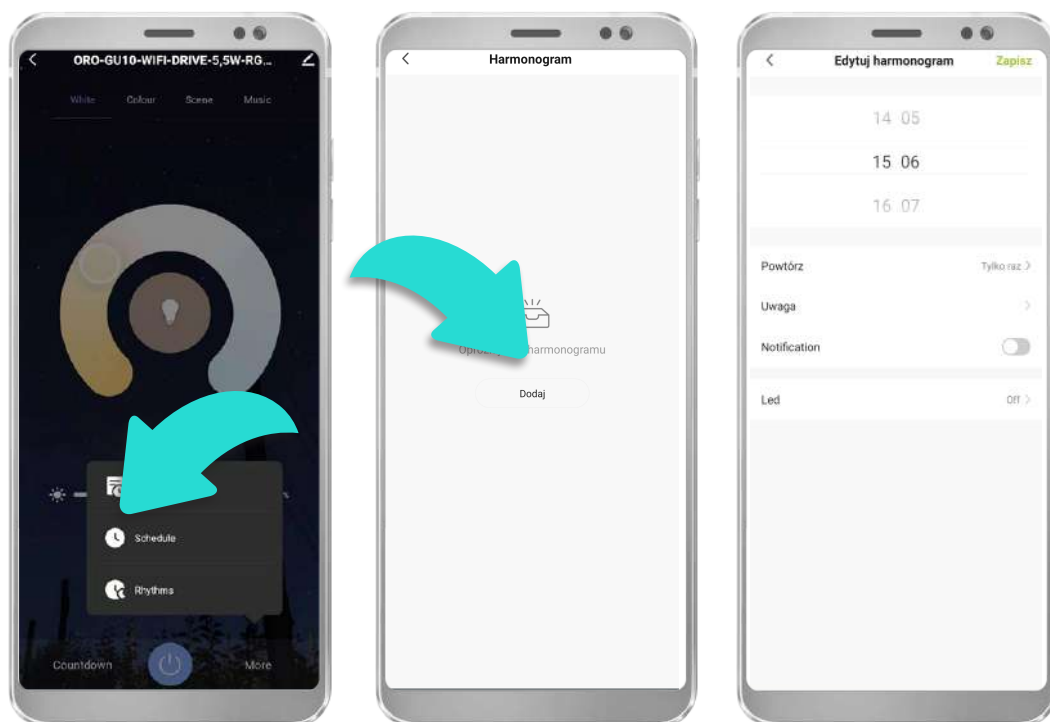 ORO-GU10-WIFI-DRIVE-5,5W-RG...
White Colour Scene Music
Schedule
Rhythms
Countdown More
Harmonogram
harmonogramu
Dodaj
Edytuj harmonogram Zapisz
14 05
15 06
16 07
Powtórz Tylko raz >
Uwaga >
Notification
Led Off >